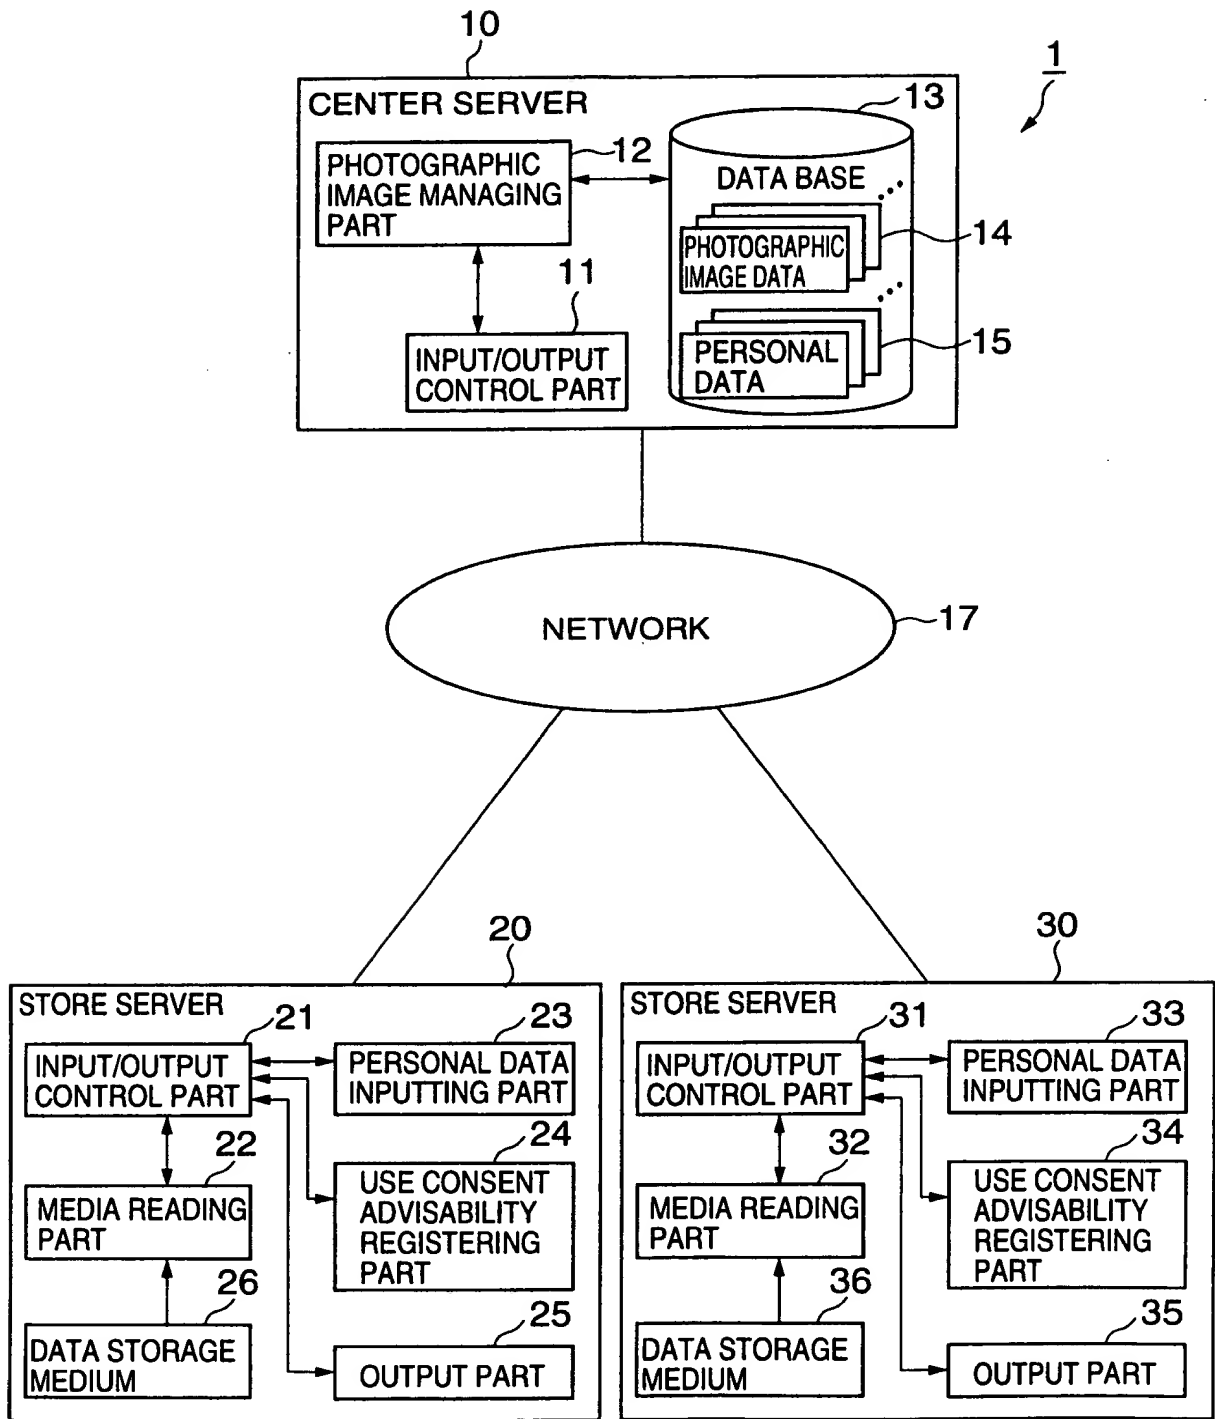 10
1
CENTER SERVER
13
12
PHOTOGRAPHIC
IMAGE MANAGING
PART
DATA BASE
14
PHOTOGRAPHIC
IMAGE DATA
11
INPUT/OUTPUT
CONTROL PART
15
PERSONAL
DATA
NETWORK
17
20
STORE SERVER
21
23
INPUT/OUTPUT
CONTROL PART
PERSONAL DATA
INPUTTING PART
22
24
MEDIA READING
PART
USE CONSENT
ADVISABILITY
REGISTERING
PART
26
25
DATA STORAGE
MEDIUM
OUTPUT PART
30
STORE SERVER
31
33
INPUT/OUTPUT
CONTROL PART
PERSONAL DATA
INPUTTING PART
32
34
MEDIA READING
PART
USE CONSENT
ADVISABILITY
REGISTERING
PART
36
35
DATA STORAGE
MEDIUM
OUTPUT PART